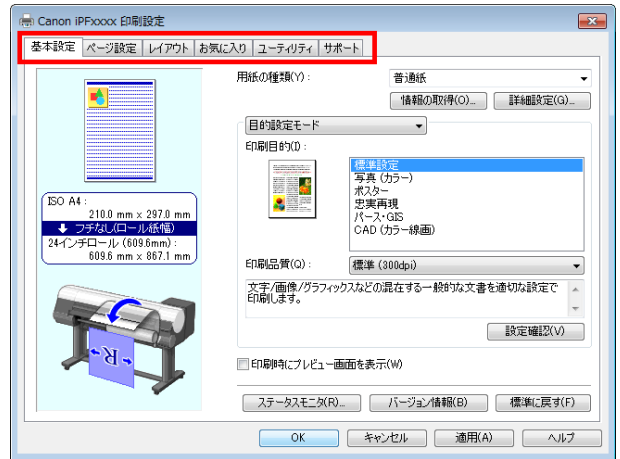 Canon iPFxxxx 印刷設定
基本設定 ページ設定 レイアウト お気に入り ユーティリティ サポート
用紙の種類(Y): 普通紙
情報の取得(O)... 詳細設定(G)...
目的設定モード
印刷目的(I):
標準設定
写真 (カラー)
ポスター
忠実再現
パース・GIS
CAD (カラー線画)
ISO A4 :
210.0 mm x 297.0 mm
フチなし(ロール紙幅)
24インチロール (609.6mm) :
609.6 mm x 867.1 mm
印刷品質(Q): 標準 (300dpi)
文字/画像/グラフィックスなどの混在する一般的な文書を適切な設定で
印刷します。
設定確認(V)
R
印刷時にプレビュー画面を表示(W)
ステータスモニタ(R)... バージョン情報(B) 標準に戻す(F)
OK キャンセル 適用(A) ヘルプ